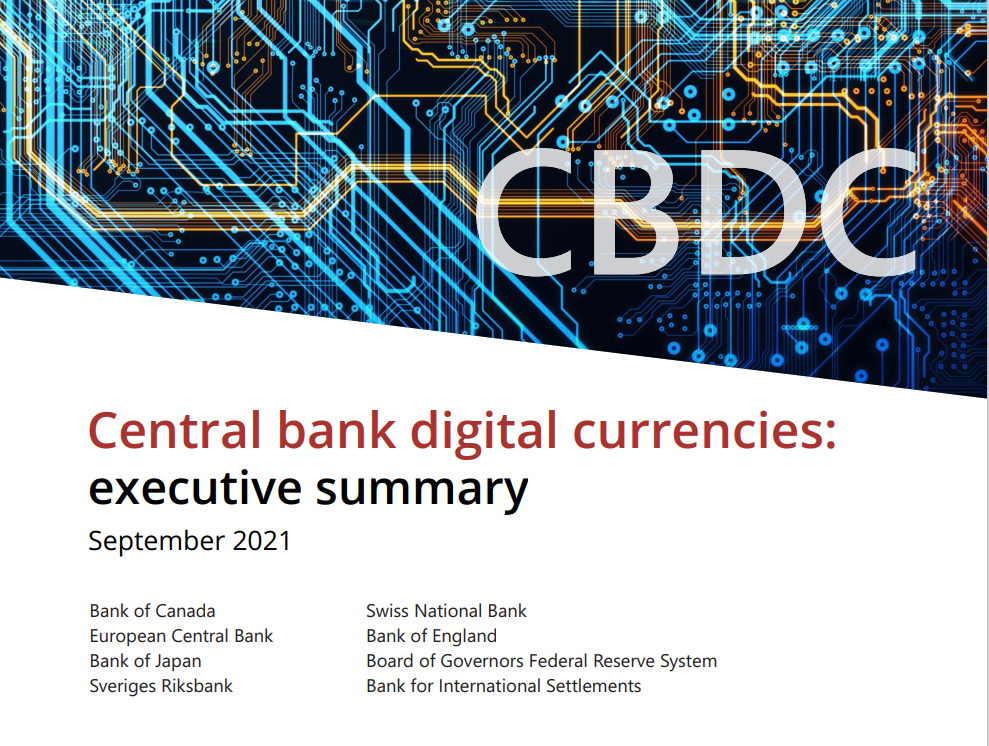 CBDC
Central bank digital currencies:
executive summary
September 2021
Bank of Canada
European Central Bank
Bank of Japan
Sveriges Riksbank
Swiss National Bank
Bank of England
Board of Governors Federal Reserve System
Bank for International Settlements